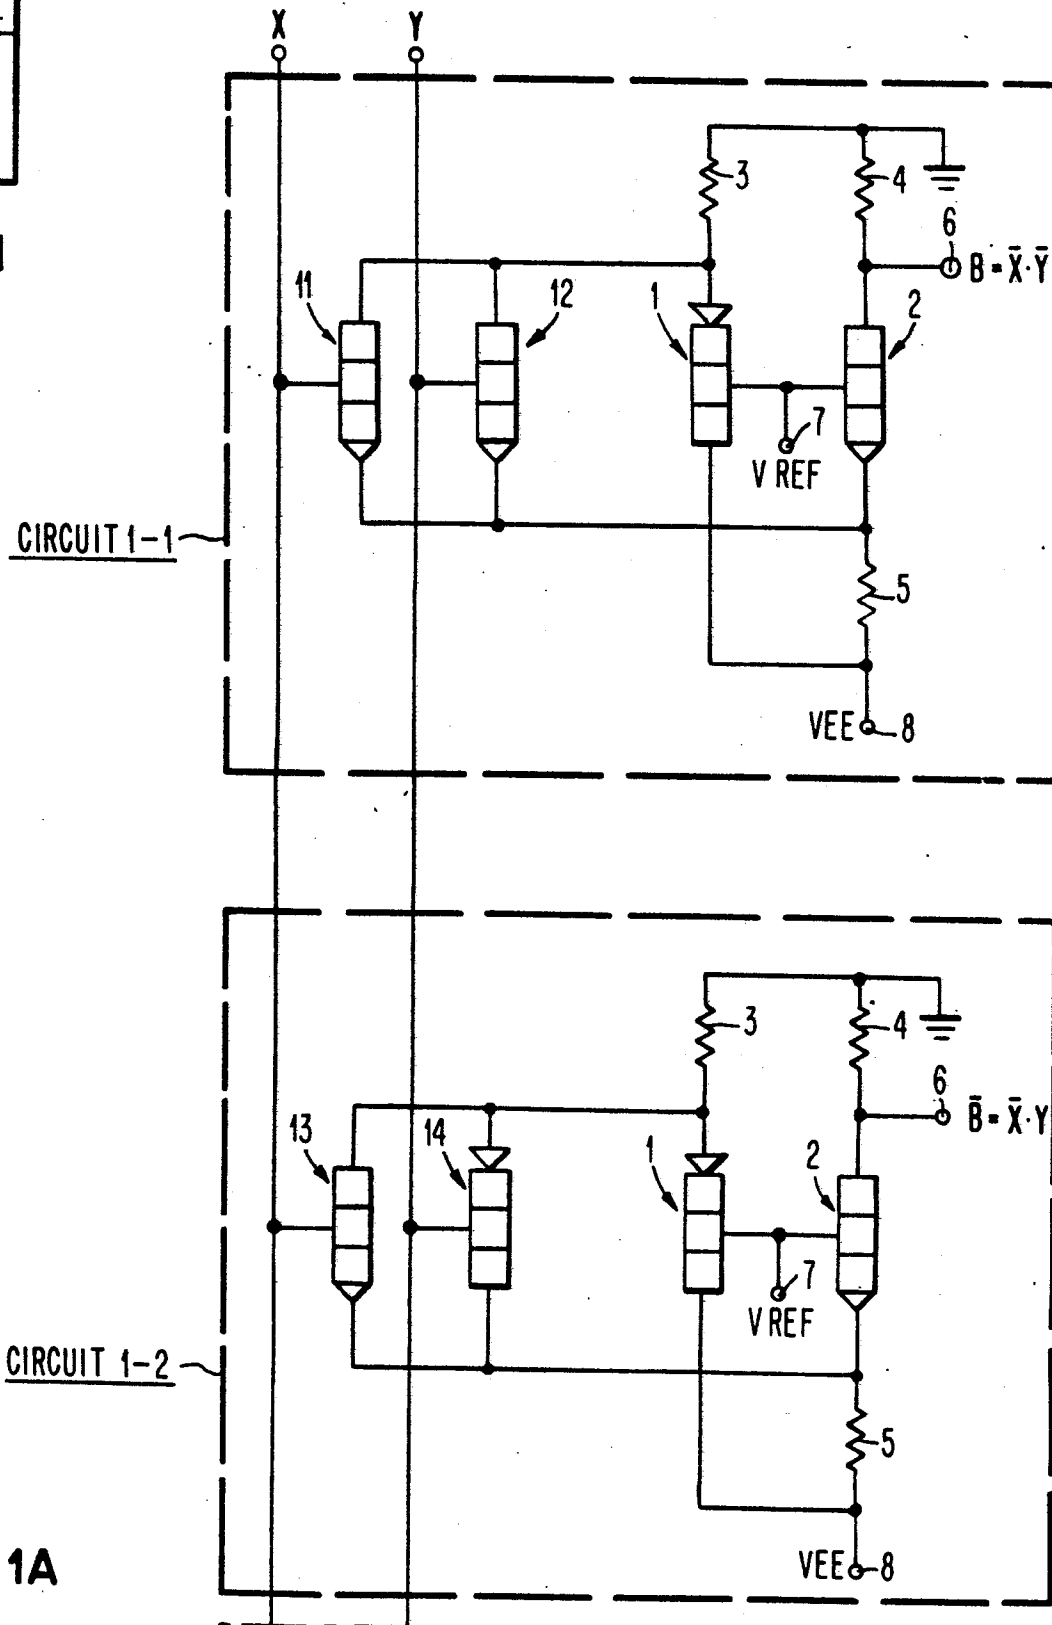 X Y
3 4
6
B = X̄·Ȳ
11 12 1 2
7
V REF
CIRCUIT 1-1
5
VEE 8
3 4
6
B̄ = X̄·Y
13 14 1 2
7
V REF
CIRCUIT 1-2
5
VEE 8
1A